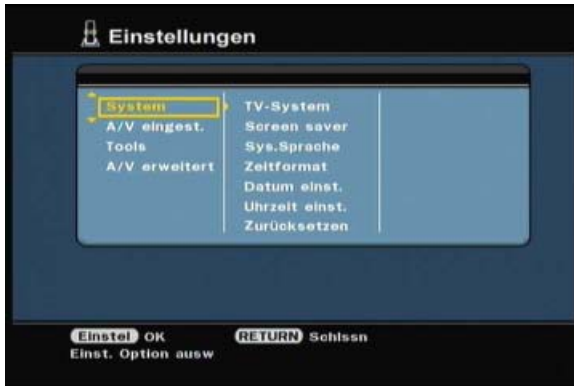 Einstellungen
System
A/V eingest.
Tools
A/V erweitert
TV-System
Screen saver
Sys.Sprache
Zeitformat
Datum einst.
Uhrzeit einst.
Zurücksetzen
Einstel OK RETURN Schlssn
Einst. Option ausw